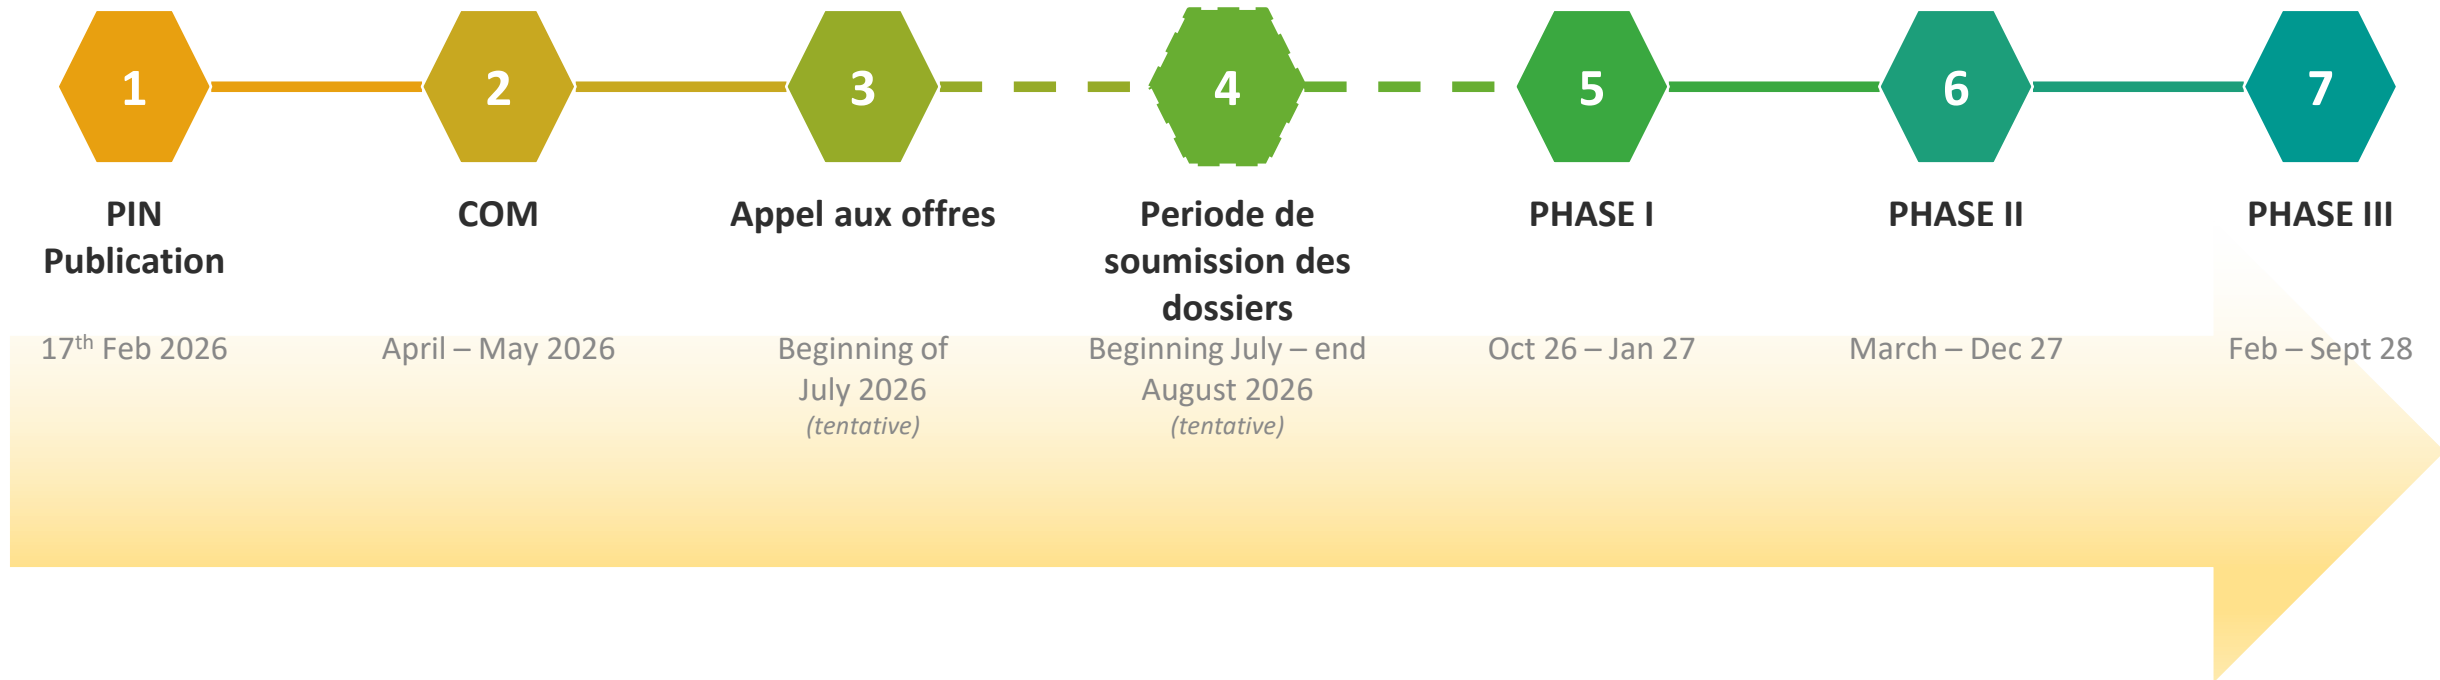 1
2
3
4
5
6
7
PIN
Publication
COM
Appel aux offres
Periode de
soumission des
dossiers
PHASE I
PHASE II
PHASE III
17th Feb 2026
April – May 2026
Beginning of
July 2026
(tentative)
Beginning July – end
August 2026
(tentative)
Oct 26 – Jan 27
March – Dec 27
Feb – Sept 28